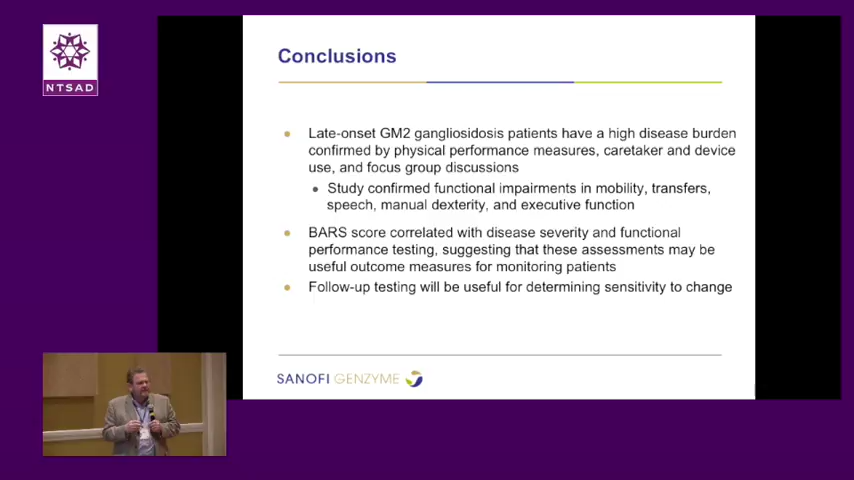 NTSAD
Conclusions
Late-onset GM2 gangliosidosis patients have a high disease burden
confirmed by physical performance measures, caretaker and device
use, and focus group discussions
Study confirmed functional impairments in mobility, transfers,
speech, manual dexterity, and executive function
BARS score correlated with disease severity and functional
performance testing, suggesting that these assessments may be
useful outcome measures for monitoring patients
Follow-up testing will be useful for determining sensitivity to change
SANOFI GENZYME